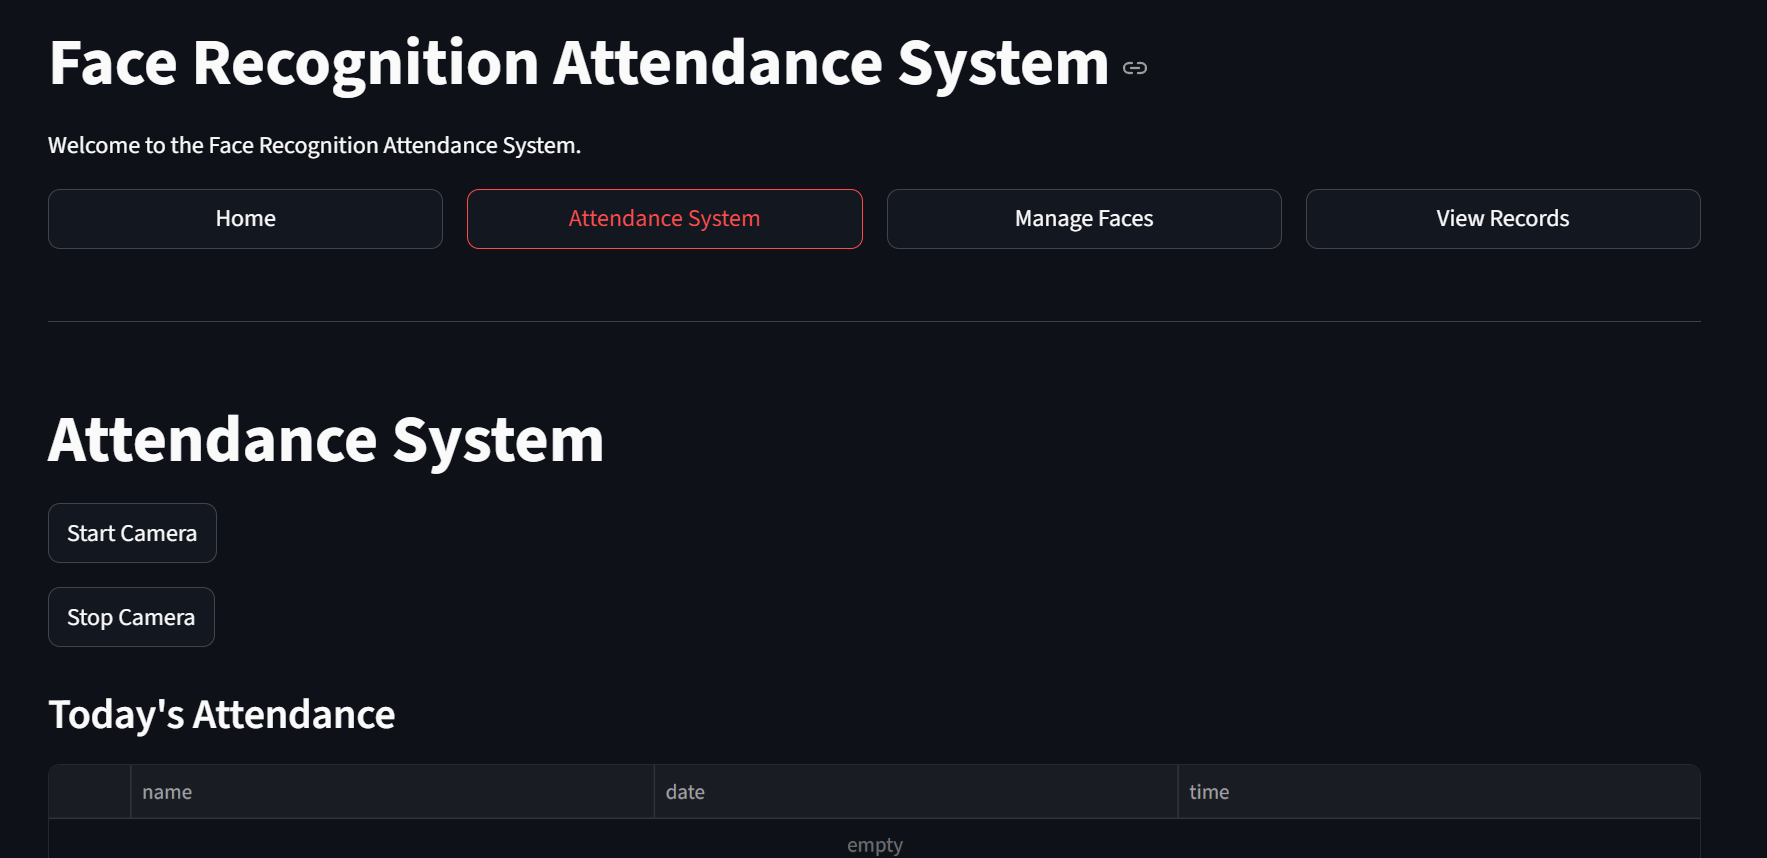 Face Recognition Attendance System
Welcome to the Face Recognition Attendance System.
Home Attendance System Manage Faces View Records
Attendance System
Start Camera
Stop Camera
Today's Attendance
name date time
empty